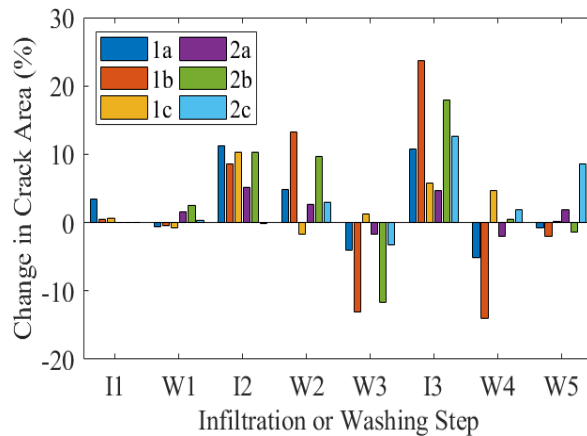 30
20
10
0
-10
-20
Change in Crack Area (%)
1a 2a
1b 2b
1c 2c
I1 W1 I2 W2 W3 I3 W4 W5
Infiltration or Washing Step